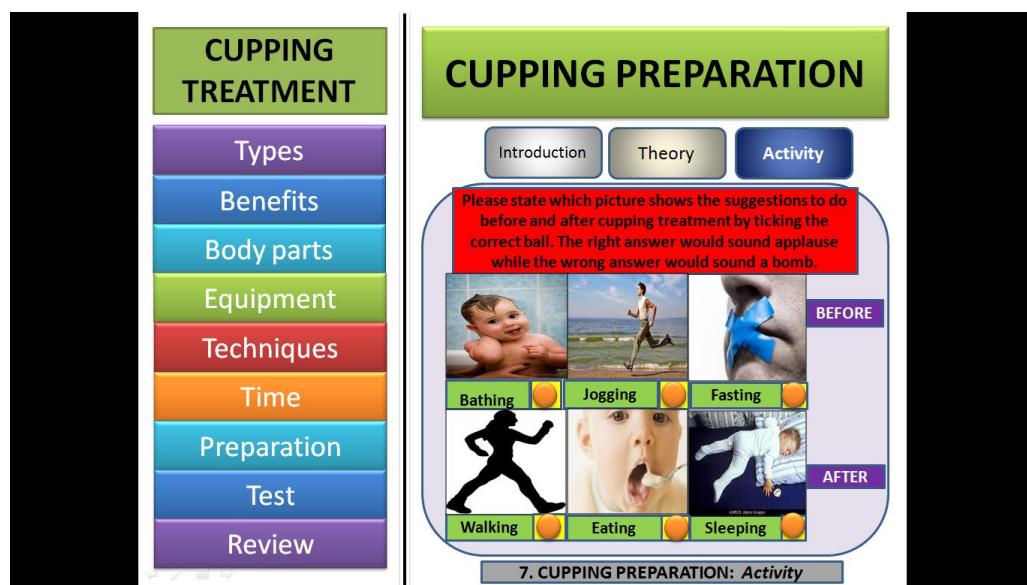 CUPPING
TREATMENT
Types
Benefits
Body parts
Equipment
Techniques
Time
Preparation
Test
Review
CUPPING PREPARATION
Introduction
Theory
Activity
Please state which picture shows the suggestions to do
before and after cupping treatment by ticking the
correct ball. The right answer would sound applause
while the wrong answer would sound a bomb.
BEFORE
Bathing
Jogging
Fasting
AFTER
Walking
Eating
Sleeping
7. CUPPING PREPARATION: Activity